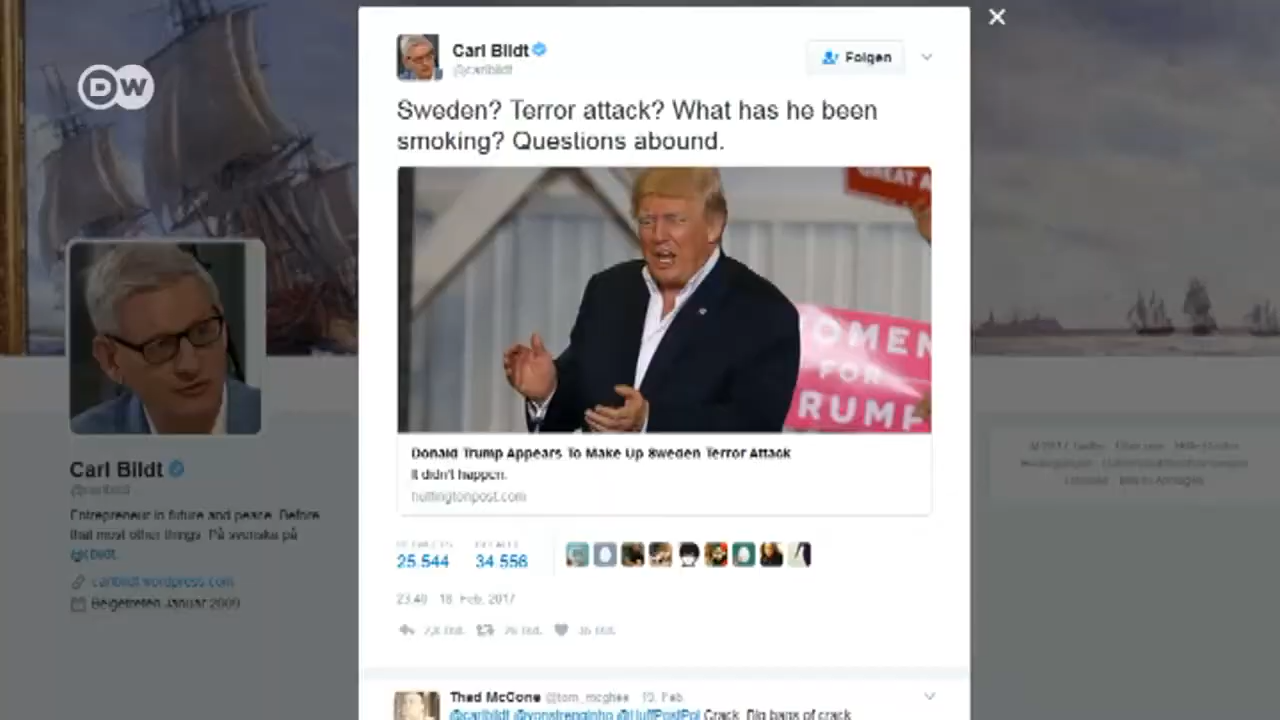 DW
Carl Bildt
@carlbildt
Folgen
Sweden? Terror attack? What has he been
smoking? Questions abound.
GREAT A
OMEN
FOR
RUMP
Donald Trump Appears To Make Up Sweden Terror Attack
It didn't happen.
huffingtonpost.com
25.544 34.556
23:40 - 18. Feb. 2017
Carl Bildt
@carlbildt
Entrepreneur in future and peace. Before
that most other things. På svenska på
@cbildt.
carlbildt.wordpress.com
Beigetreten Januar 2009
Thad McCone @tom_mcghee 19. Feb.
Crack. Big bags of crack